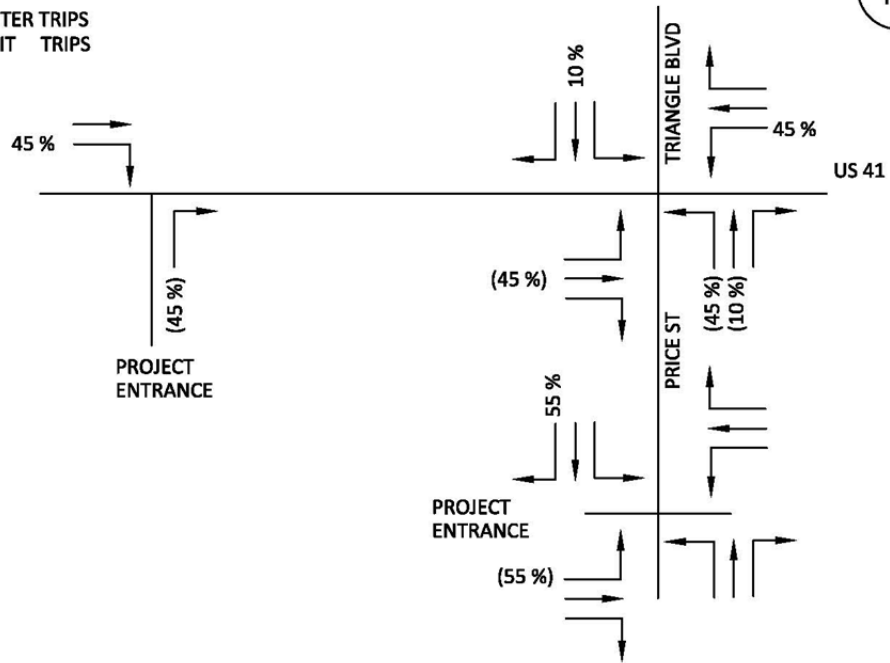 TER TRIPS
IT TRIPS
45 %
10 %
TRIANGLE BLVD
45 %
US 41
(45 %)
PROJECT
ENTRANCE
(45 %)
(45 %)
(10 %)
PRICE ST
55 %
PROJECT
ENTRANCE
(55 %)